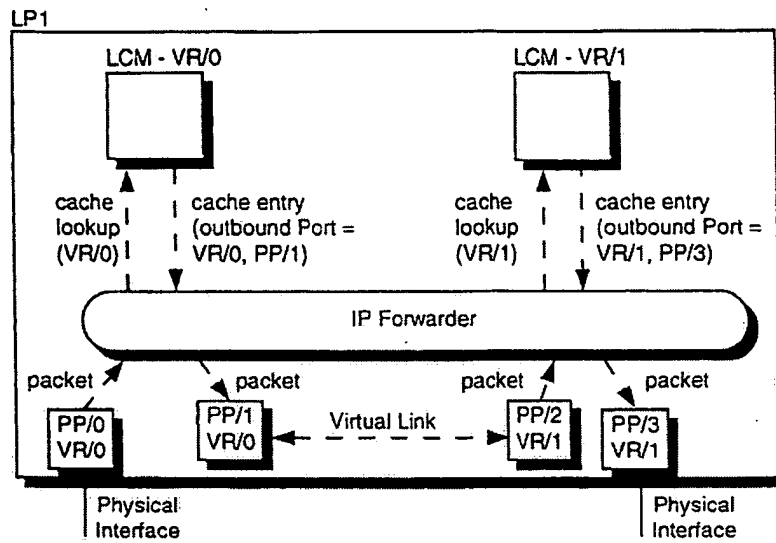 LP1
LCM - VR/0
LCM - VR/1
cache
lookup
(VR/0)
cache entry
(outbound Port =
VR/0, PP/1)
cache
lookup
(VR/1)
cache entry
(outbound Port =
VR/1, PP/3)
IP Forwarder
packet
packet
packet
packet
PP/0
VR/0
PP/1
VR/0
Virtual Link
PP/2
VR/1
PP/3
VR/1
Physical
Interface
Physical
Interface